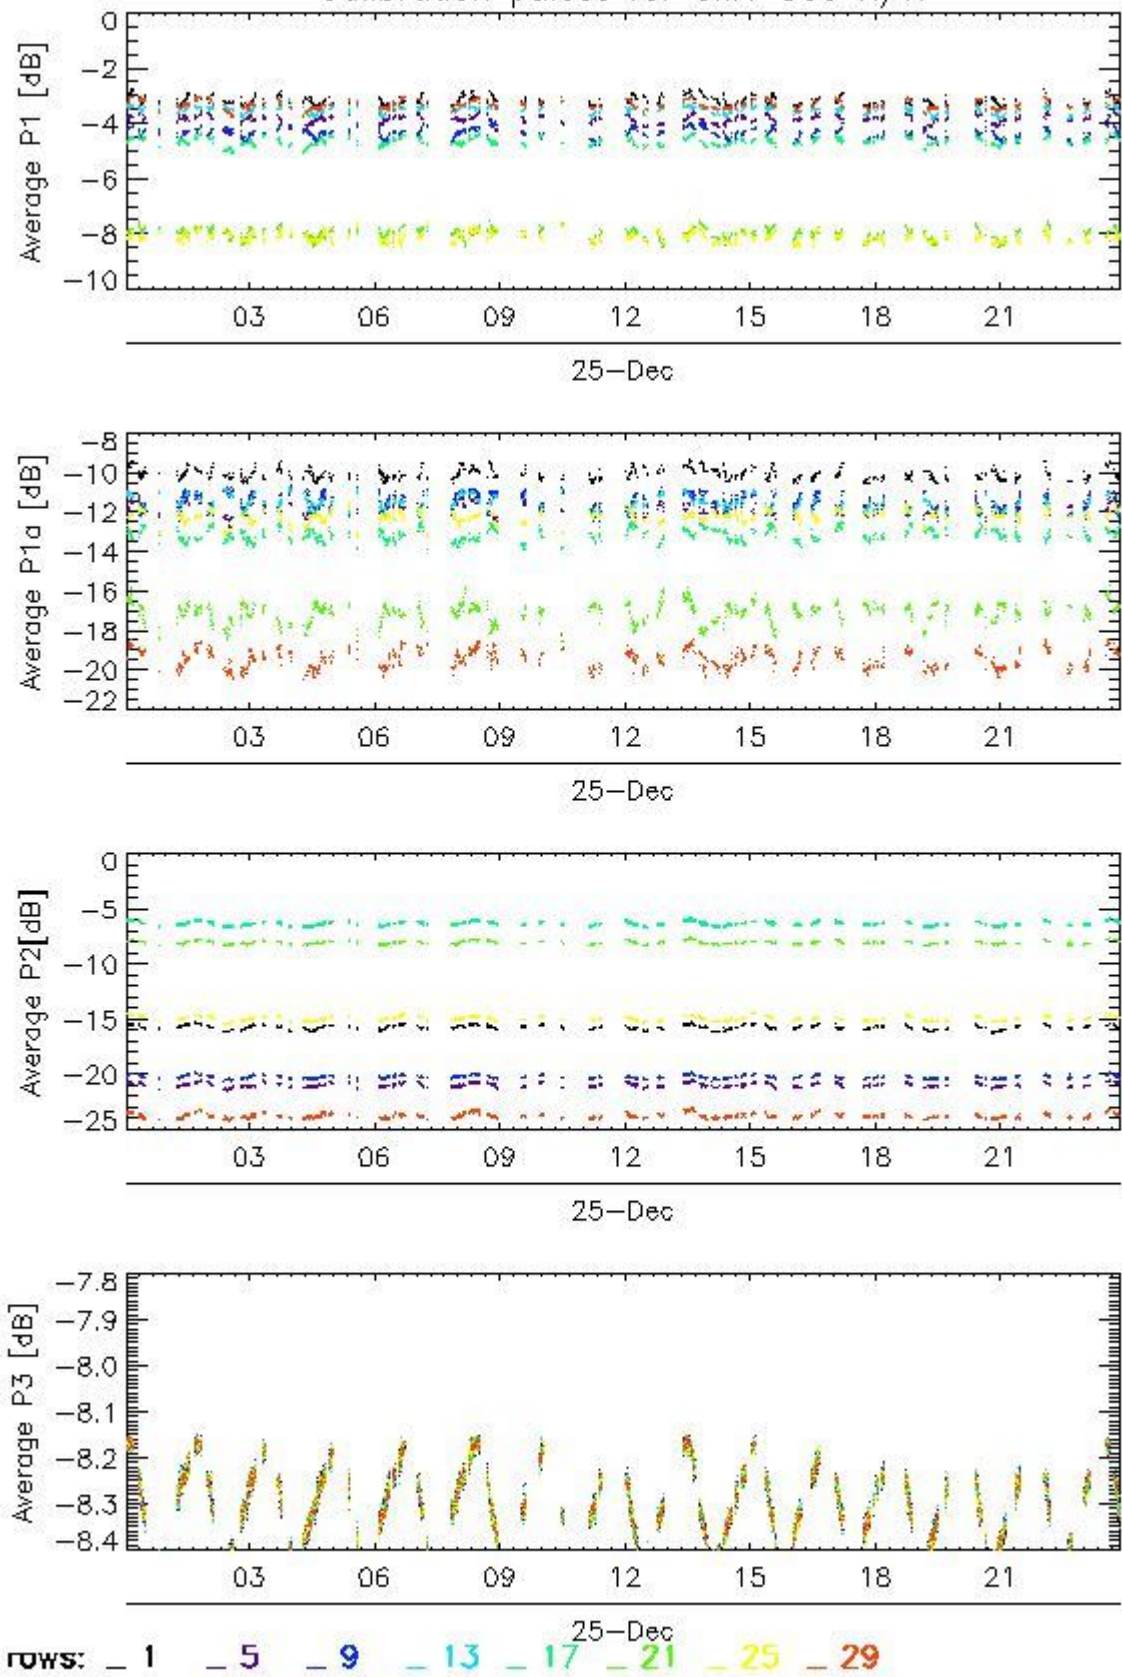 0
Average P1 [dB]
-2
-4
-6
-8
-10
03 06 09 12 15 18 21
25-Dec
-8
Average P1a [dB]
-10
-12
-14
-16
-18
-20
-22
03 06 09 12 15 18 21
25-Dec
0
Average P2[dB]
-5
-10
-15
-20
-25
03 06 09 12 15 18 21
25-Dec
-7.8
Average P3 [dB]
-7.9
-8.0
-8.1
-8.2
-8.3
-8.4
03 06 09 12 15 18 21
25-Dec
rows: _ 1 _ 5 _ 9 _ 13 _ 17 _ 21 _ 25 _ 29